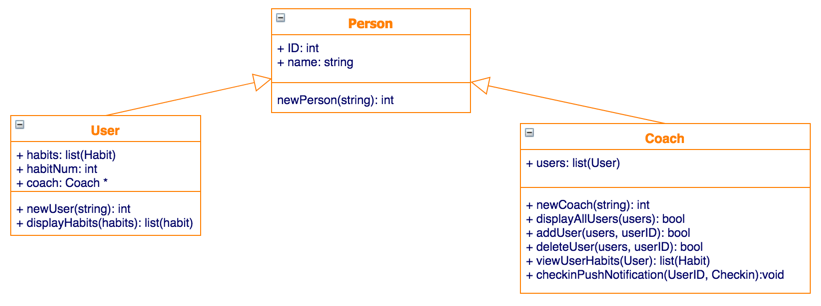 Person
+ ID: int
+ name: string
newPerson(string): int
User
+ habits: list(Habit)
+ habitNum: int
+ coach: Coach *
+ newUser(string): int
+ displayHabits(habits): list(habit)
Coach
+ users: list(User)
+ newCoach(string): int
+ displayAllUsers(users): bool
+ addUser(users, userID): bool
+ deleteUser(users, userID): bool
+ viewUserHabits(User): list(Habit)
+ checkinPushNotification(UserID, Checkin):void